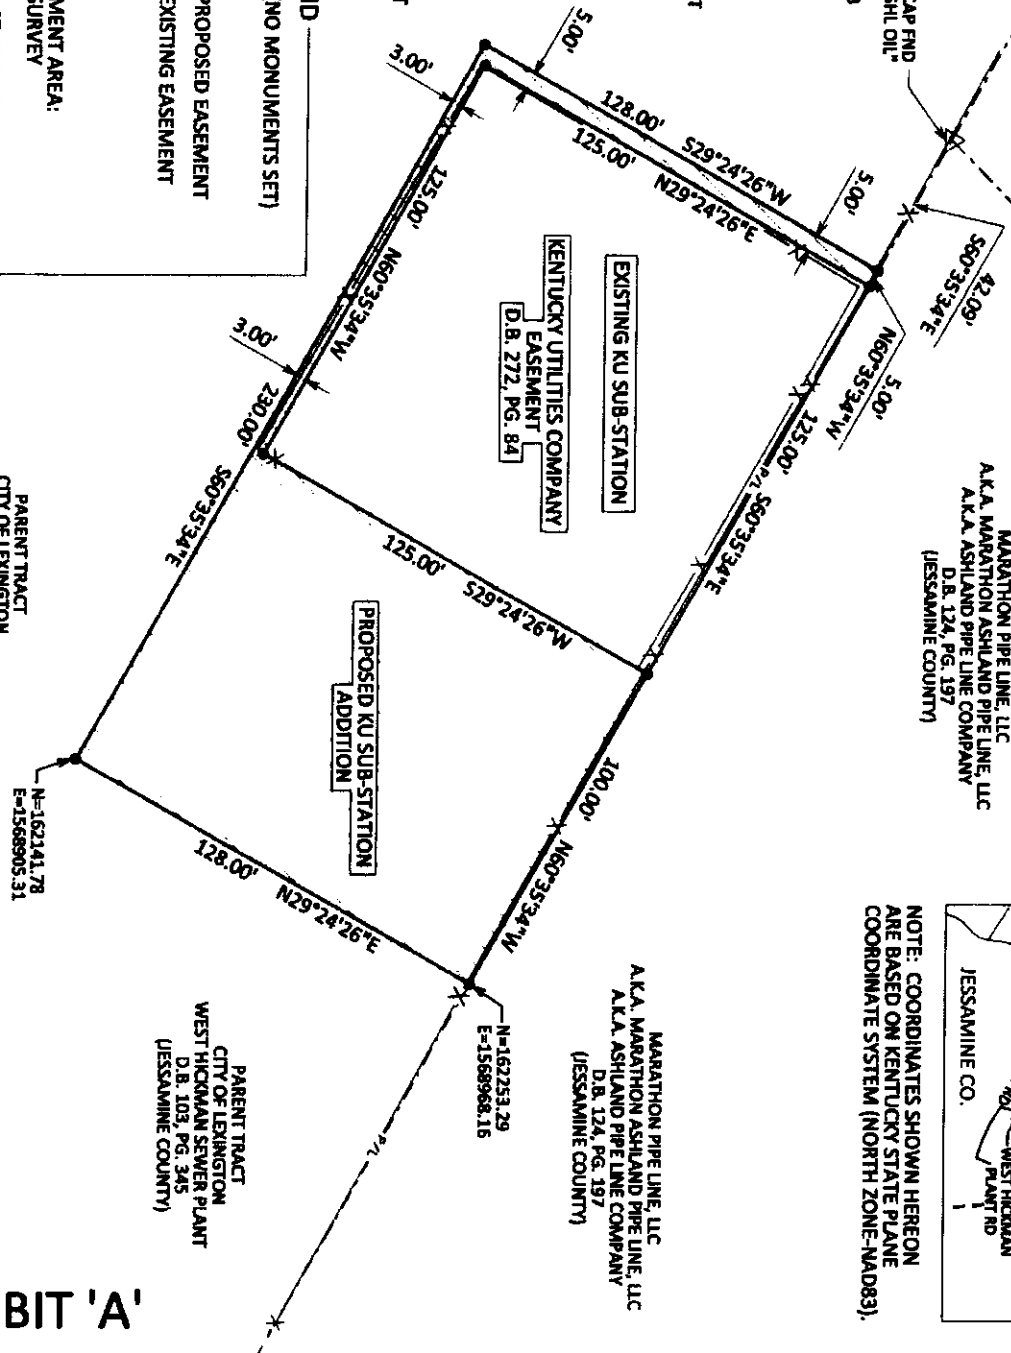 CAP FND
SHL OIL"
42.09'
S60°35'34"E
5.00'
N60°35'34"W
5.00'
5.00'
128.00' S29°24'26"W
125.00' N29°24'26"E
3.00'
125.00' N60°35'34"W
3.00'
230.00' S60°35'34"E
125.00' P/L S60°35'34"E
EXISTING KU SUB-STATION
KENTUCKY UTILITIES COMPANY
EASEMENT
D.B. 272, PG. 84
125.00' S29°24'26"W
PROPOSED KU SUB-STATION
ADDITION
100.00' N60°35'34"W
128.00' N29°24'26"E
N=162141.78
E=1568905.31
N=162253.29
E=1568968.16
MARATHON PIPE LINE, LLC
A.K.A. MARATHON ASHLAND PIPE LINE, LLC
A.K.A. ASHLAND PIPE LINE COMPANY
D.B. 124, PG. 197
(JESSAMINE COUNTY)
MARATHON PIPE LINE, LLC
A.K.A. MARATHON ASHLAND PIPE LINE, LLC
A.K.A. ASHLAND PIPE LINE COMPANY
D.B. 124, PG. 197
(JESSAMINE COUNTY)
PARENT TRACT
CITY OF LEXINGTON
WEST HICKMAN SEWER PLANT
D.B. 103, PG. 345
(JESSAMINE COUNTY)
P/L
PARENT TRACT
CITY OF LEXINGTON
JESSAMINE CO.
WEST HICKMAN
PLANT RD
NOTE: COORDINATES SHOWN HEREON
ARE BASED ON KENTUCKY STATE PLANE
COORDINATE SYSTEM (NORTH ZONE-NAD83).
ND
(NO MONUMENTS SET)
PROPOSED EASEMENT
EXISTING EASEMENT
MENT AREA:
SURVEY
BIT 'A'